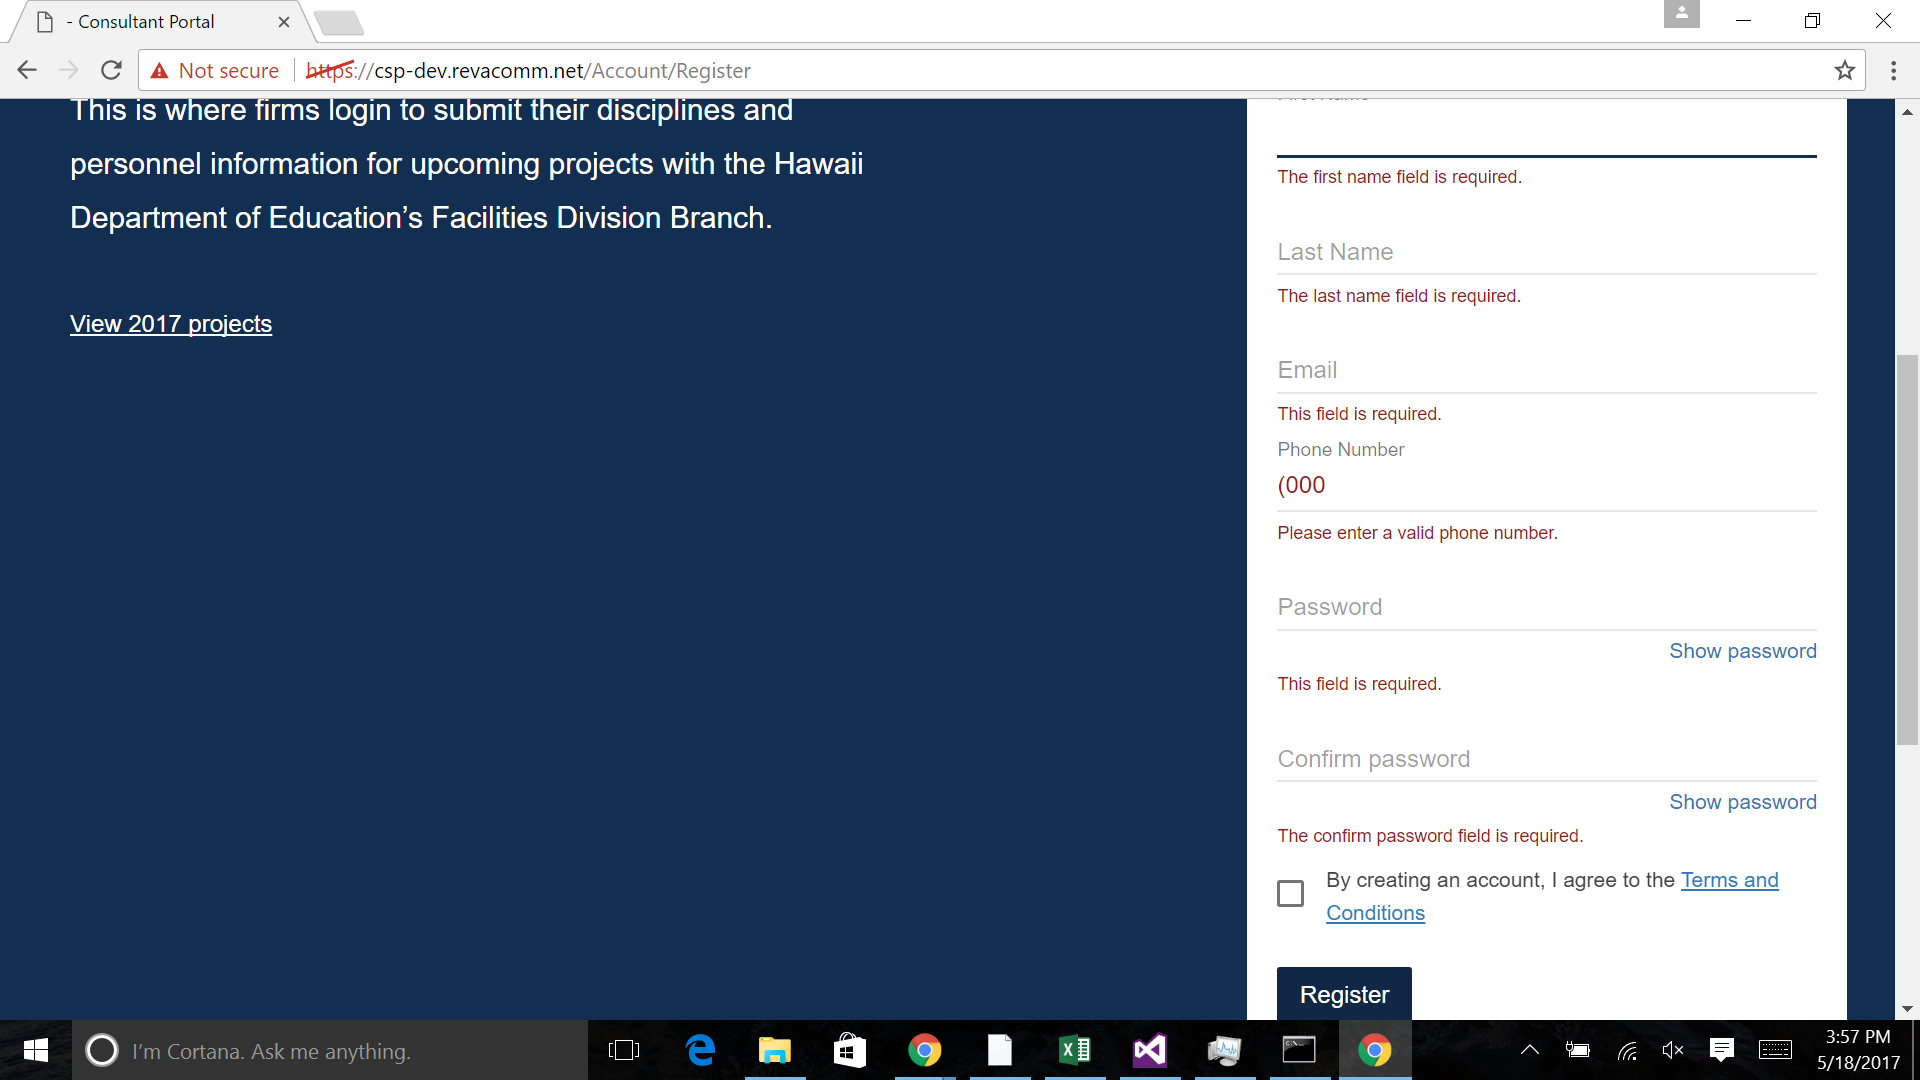 - Consultant Portal
Not secure https://csp-dev.revacomm.net/Account/Register
This is where firms login to submit their disciplines and
personnel information for upcoming projects with the Hawaii
Department of Education’s Facilities Division Branch.
View 2017 projects
The first name field is required.
Last Name
The last name field is required.
Email
This field is required.
Phone Number
(000
Please enter a valid phone number.
Password
Show password
This field is required.
Confirm password
Show password
The confirm password field is required.
By creating an account, I agree to the Terms and
Conditions
Register
I’m Cortana. Ask me anything.
3:57 PM
5/18/2017